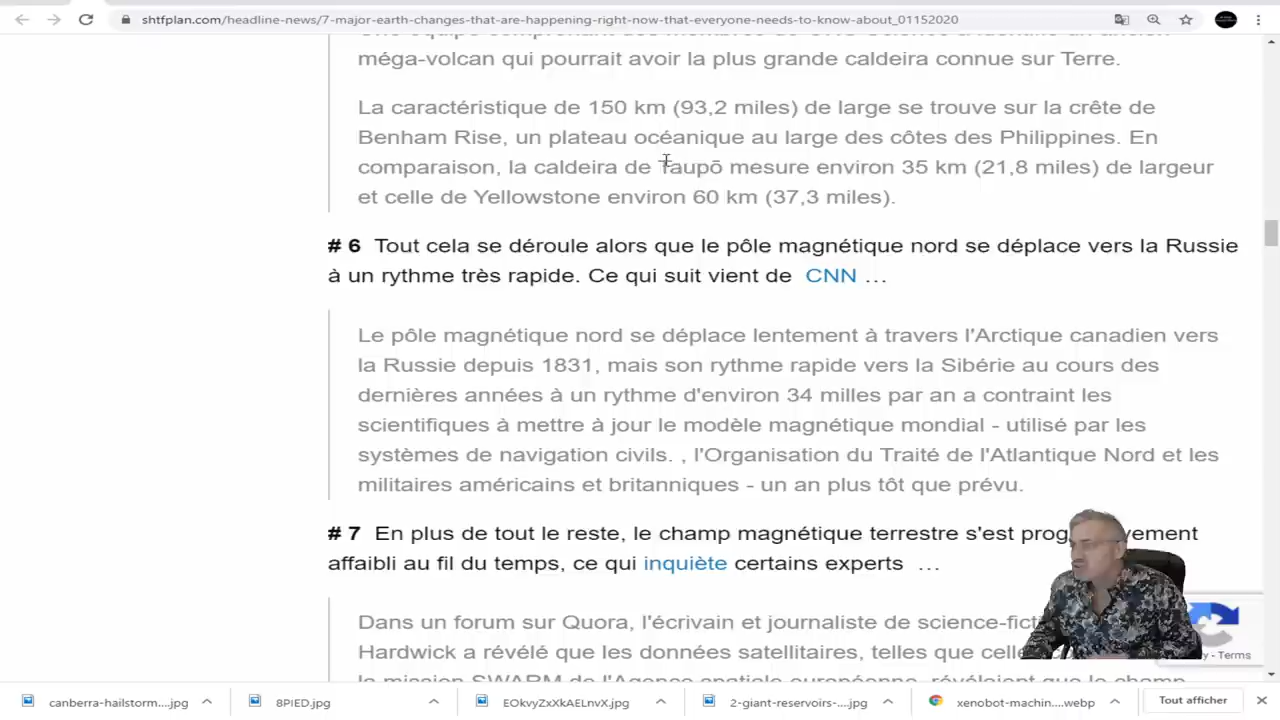 shtfplan.com/headline-news/7-major-earth-changes-that-are-happening-right-now-that-everyone-needs-to-know-about_01152020
méga-volcan qui pourrait avoir la plus grande caldeira connue sur Terre.
La caractéristique de 150 km (93,2 miles) de large se trouve sur la crête de
Benham Rise, un plateau océanique au large des côtes des Philippines. En
comparaison, la caldeira de Taupō mesure environ 35 km (21,8 miles) de largeur
et celle de Yellowstone environ 60 km (37,3 miles).
# 6 Tout cela se déroule alors que le pôle magnétique nord se déplace vers la Russie
à un rythme très rapide. Ce qui suit vient de CNN …
Le pôle magnétique nord se déplace lentement à travers l'Arctique canadien vers
la Russie depuis 1831, mais son rythme rapide vers la Sibérie au cours des
dernières années à un rythme d'environ 34 milles par an a contraint les
scientifiques à mettre à jour le modèle magnétique mondial - utilisé par les
systèmes de navigation civils. , l'Organisation du Traité de l'Atlantique Nord et les
militaires américains et britanniques - un an plus tôt que prévu.
# 7 En plus de tout le reste, le champ magnétique terrestre s'est
affaibli au fil du temps, ce qui inquiète certains experts …
Dans un forum sur Quora, l'écrivain et journaliste de
Hardwick a révélé que les données satellitaires, telles que
- Terms
canberra-hailstorm....jpg
8PIED.jpg
EOkvyZxXkAELnvX.jpg
2-giant-reservoirs-....jpg
xenobot-machin....webp
Tout afficher